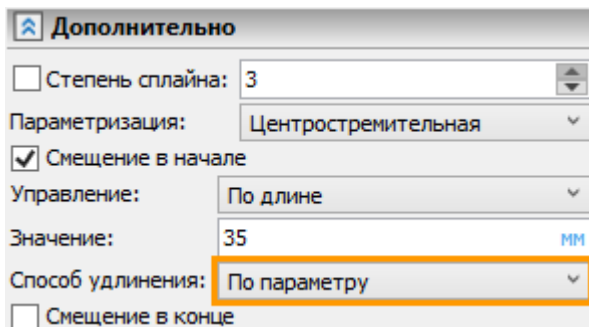 Дополнительно
Степень сплайна: 3
Параметризация: Центростремительная
Смещение в начале
Управление: По длине
Значение: 35 мм
Способ удлинения: По параметру
Смещение в конце